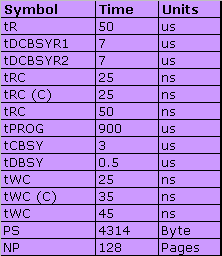 Symbol Time Units
tR 50 us
tDCBSYR1 7 us
tDCBSYR2 7 us
tRC 25 ns
tRC (C) 25 ns
tRC 50 ns
tPROG 900 us
tCBSY 3 us
tDBSY 0.5 us
tWC 25 ns
tWC (C) 35 ns
tWC 45 ns
PS 4314 Byte
NP 128 Pages